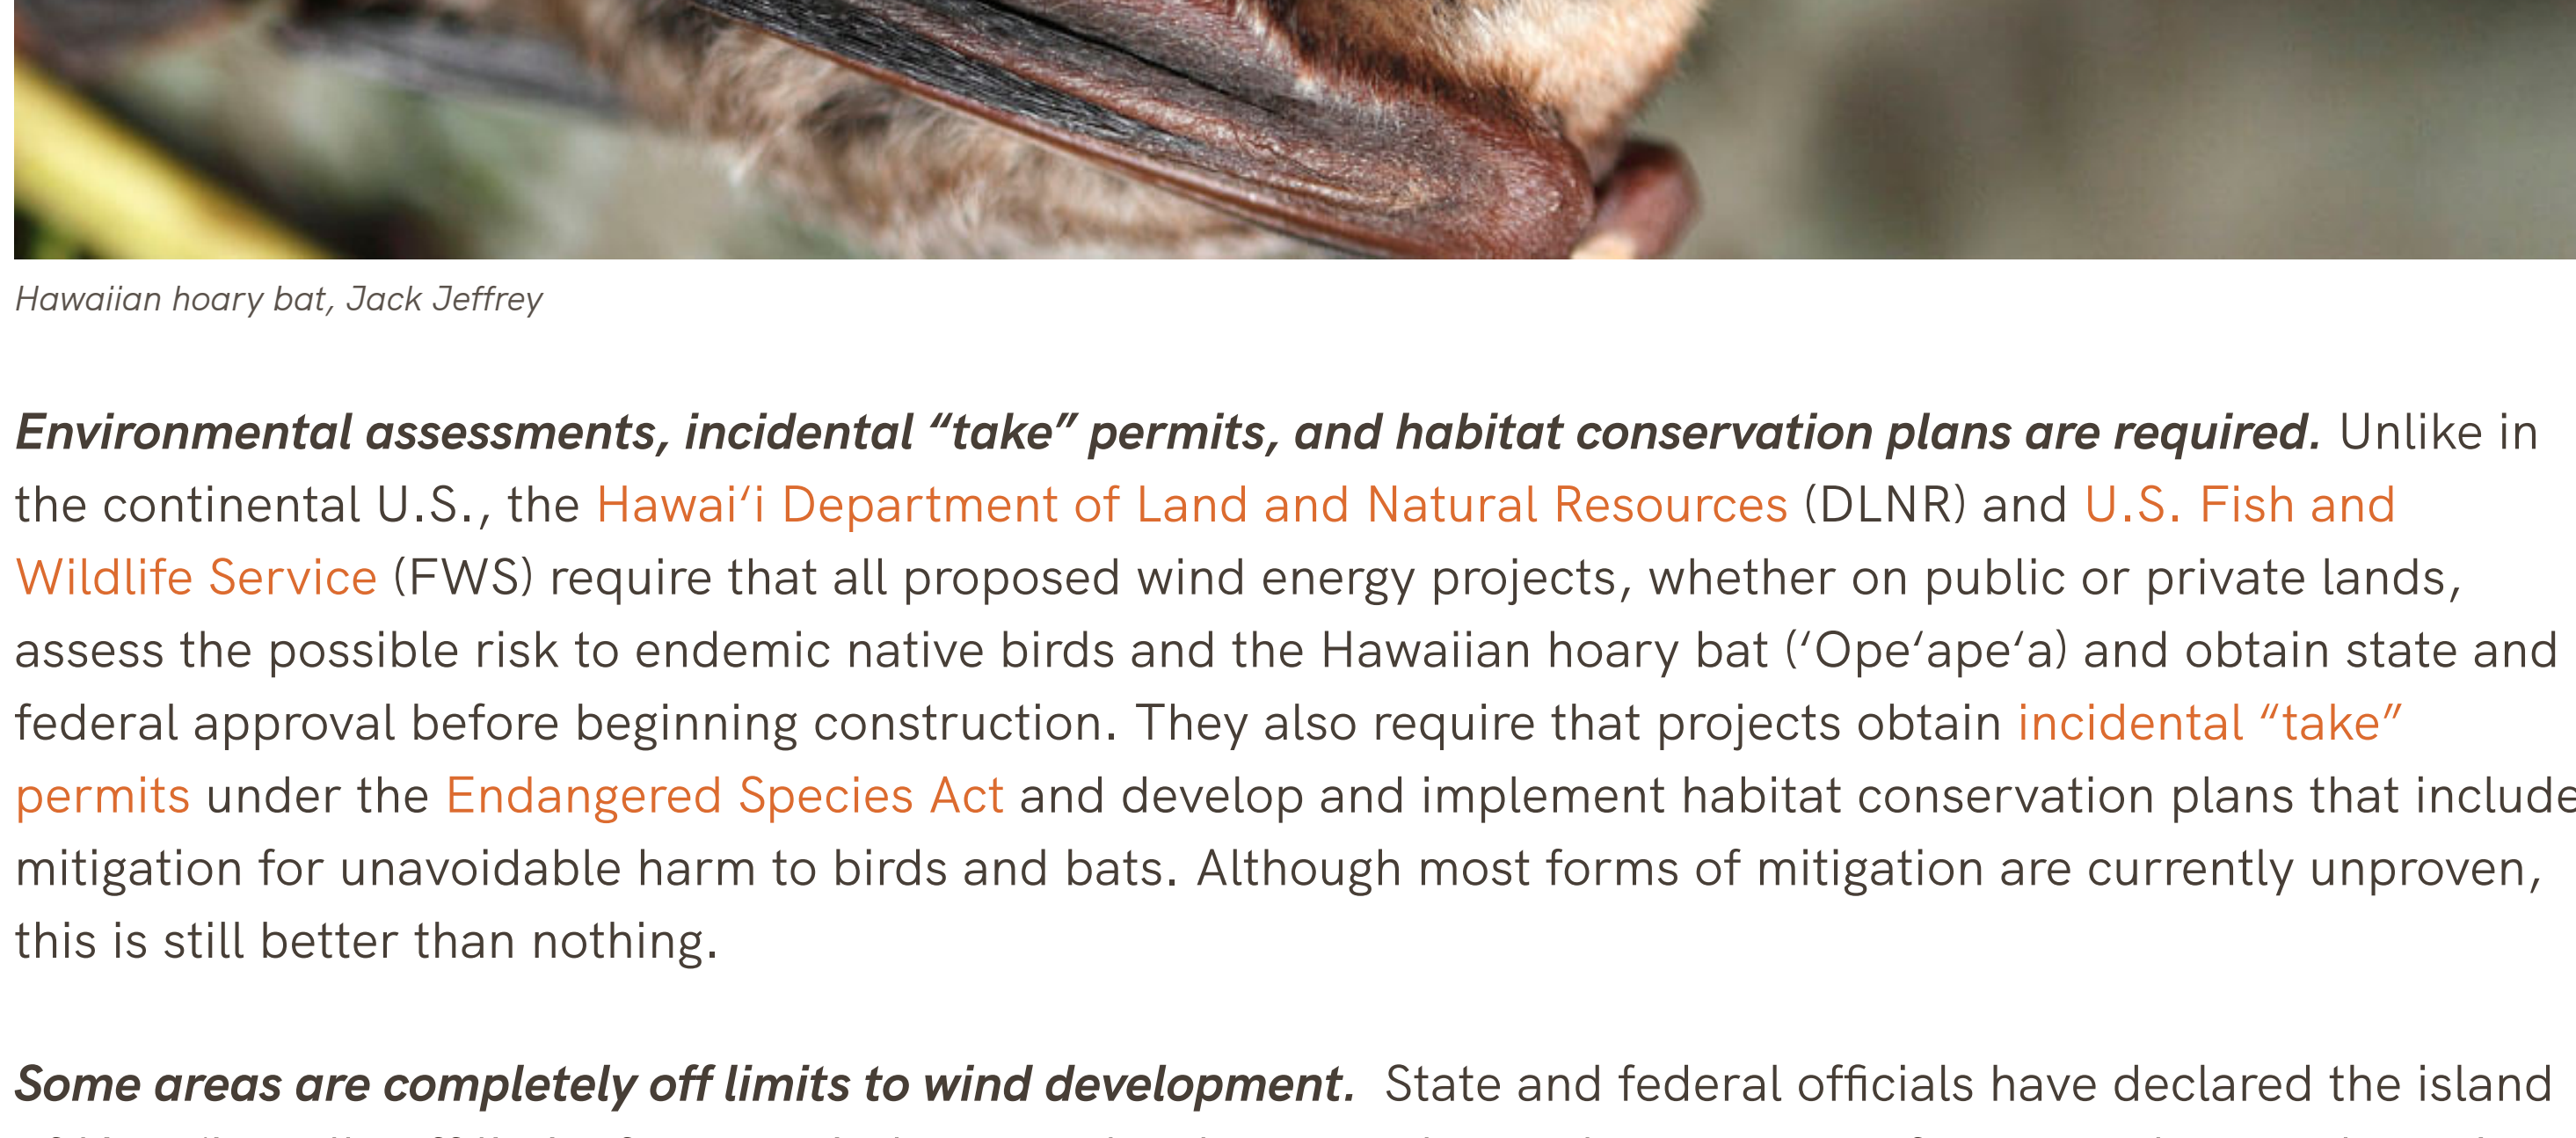 Hawaiian hoary bat, Jack Jeffrey
Environmental assessments, incidental “take” permits, and habitat conservation plans are required. Unlike in
the continental U.S., the Hawai‘i Department of Land and Natural Resources (DLNR) and U.S. Fish and
Wildlife Service (FWS) require that all proposed wind energy projects, whether on public or private lands,
assess the possible risk to endemic native birds and the Hawaiian hoary bat (‘Ope‘ape‘a) and obtain state and
federal approval before beginning construction. They also require that projects obtain incidental “take”
permits under the Endangered Species Act and develop and implement habitat conservation plans that include
mitigation for unavoidable harm to birds and bats. Although most forms of mitigation are currently unproven,
this is still better than nothing.
Some areas are completely off limits to wind development. State and federal officials have declared the island